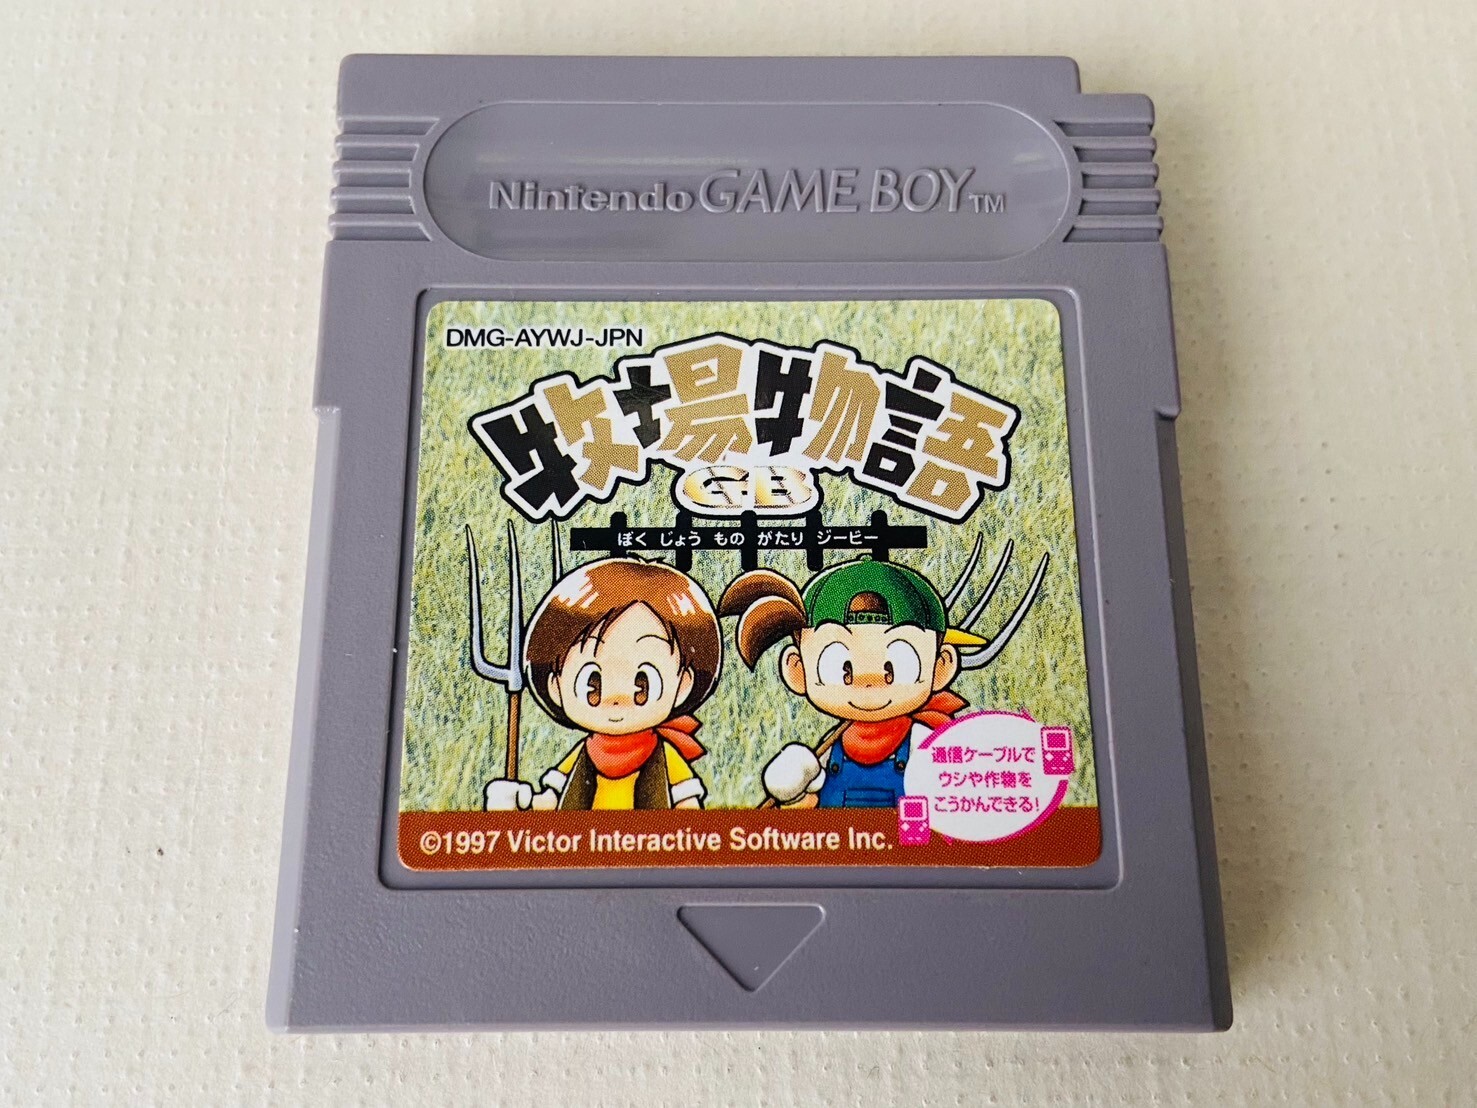 Nintendo GAME BOY TM
DMG-AYWJ-JPN
牧場物語
GB
ぼく じょう もの がたり ジービー
通信ケーブルで
ウシや作物を
こうかんできる!
©1997 Victor Interactive Software Inc.